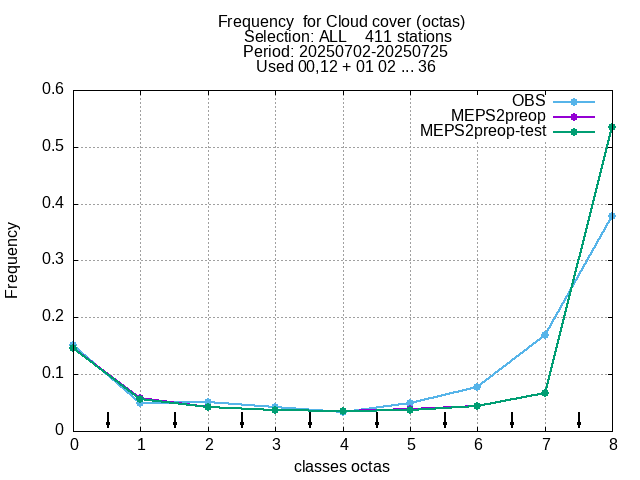 Frequency  for Cloud cover (octas)
Selection: ALL    411 stations
Period: 20250702-20250725
Used 00,12 + 01 02 ... 36
OBS
MEPS2preop
MEPS2preop-test
Frequency
0.6
0.5
0.4
0.3
0.2
0.1
0
0 1 2 3 4 5 6 7 8
classes octas